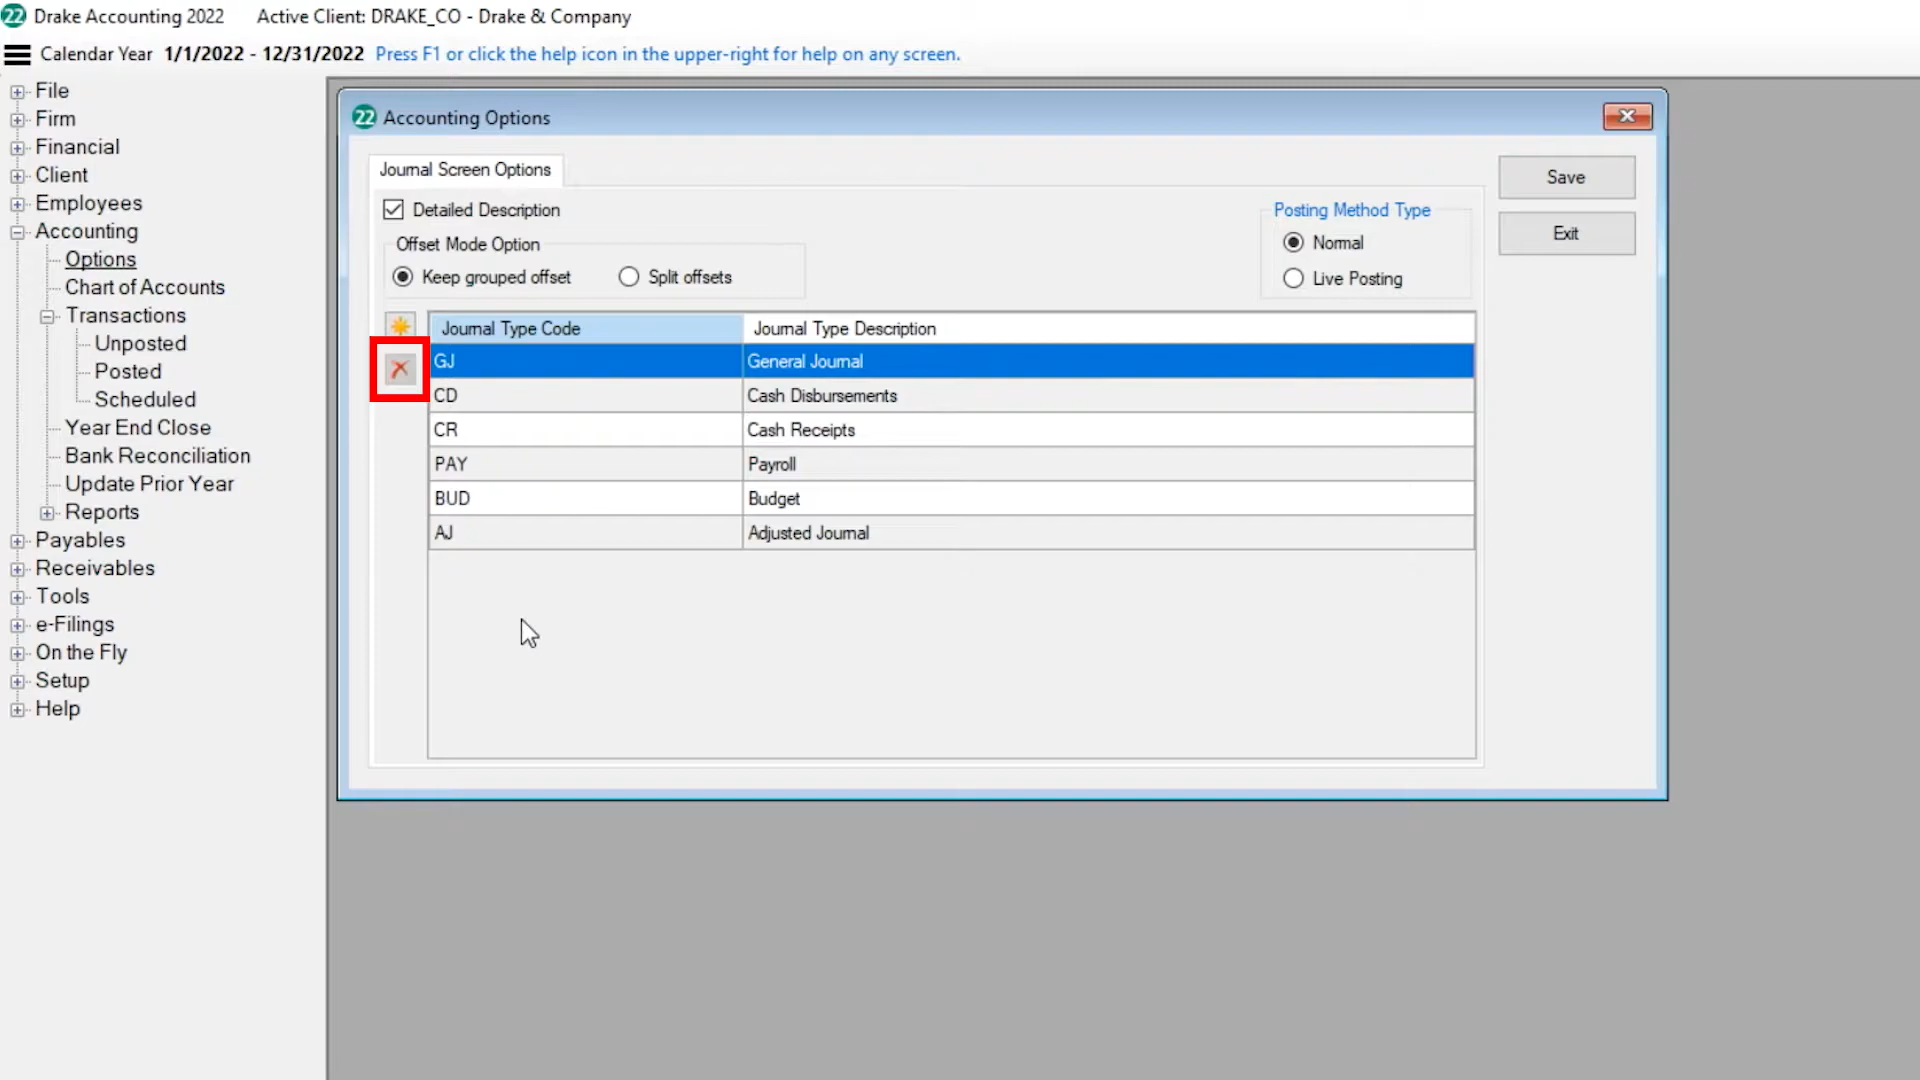 22 Drake Accounting 2022 Active Client: DRAKE_CO - Drake & Company
Calendar Year 1/1/2022 - 12/31/2022 Press F1 or click the help icon in the upper-right for help on any screen.
File
Firm
Financial
Client
Employees
Accounting
Options
Chart of Accounts
Transactions
Unposted
Posted
Scheduled
Year End Close
Bank Reconciliation
Update Prior Year
Reports
Payables
Receivables
Tools
e-Filings
On the Fly
Setup
Help
22 Accounting Options
Journal Screen Options
Detailed Description
Offset Mode Option
Keep grouped offset Split offsets
Posting Method Type
Normal
Live Posting
Save
Exit
Journal Type Code Journal Type Description
GJ General Journal
CD Cash Disbursements
CR Cash Receipts
PAY Payroll
BUD Budget
AJ Adjusted Journal